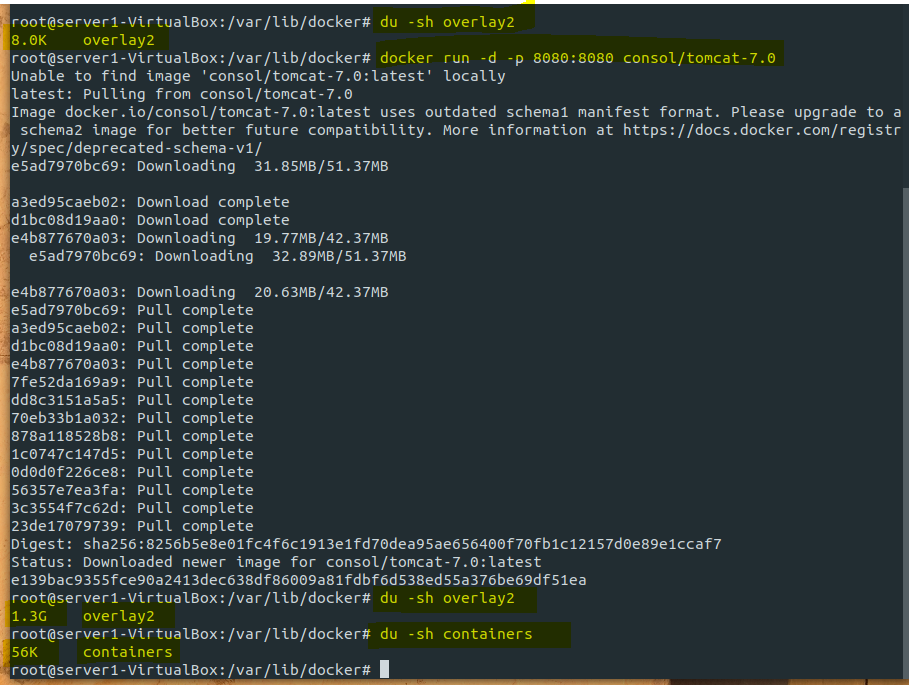 root@server1-VirtualBox:/var/lib/docker# du -sh overlay2
8.0K    overlay2
root@server1-VirtualBox:/var/lib/docker# docker run -d -p 8080:8080 consol/tomcat-7.0
Unable to find image 'consol/tomcat-7.0:latest' locally
latest: Pulling from consol/tomcat-7.0
Image docker.io/consol/tomcat-7.0:latest uses outdated schema1 manifest format. Please upgrade to a
 schema2 image for better future compatibility. More information at https://docs.docker.com/registr
y/spec/deprecated-schema-v1/
e5ad7970bc69: Downloading  31.85MB/51.37MB
a3ed95caeb02: Download complete
d1bc08d19aa0: Download complete
e4b877670a03: Downloading  19.77MB/42.37MB
  e5ad7970bc69: Downloading  32.89MB/51.37MB
e4b877670a03: Downloading  20.63MB/42.37MB
e5ad7970bc69: Pull complete
a3ed95caeb02: Pull complete
d1bc08d19aa0: Pull complete
e4b877670a03: Pull complete
7fe52da169a9: Pull complete
dd8c3151a5a5: Pull complete
70eb33b1a032: Pull complete
878a118528b8: Pull complete
1c0747c147d5: Pull complete
0d0d0f226ce8: Pull complete
56357e7ea3fa: Pull complete
3c3554f7c62d: Pull complete
23de17079739: Pull complete
Digest: sha256:8256b5e8e01fc4f6c1913e1fd70dea95ae656400f70fb1c12157d0e89e1ccaf7
Status: Downloaded newer image for consol/tomcat-7.0:latest
e139bac9355fce90a2413dec638df86009a81fdbf6d538ed55a376be69df51ea
root@server1-VirtualBox:/var/lib/docker# du -sh overlay2
1.3G    overlay2
root@server1-VirtualBox:/var/lib/docker# du -sh containers
56K     containers
root@server1-VirtualBox:/var/lib/docker#